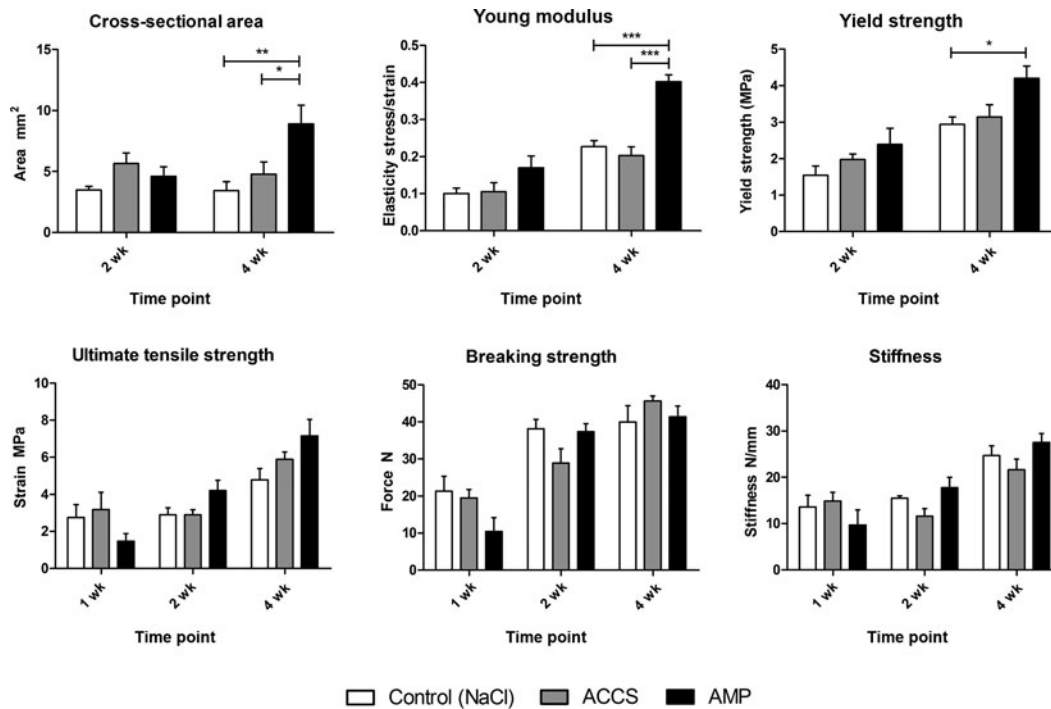 Cross-sectional area
15
10
5
0
Area mm²
**
*
2 wk
4 wk
Time point
Young modulus
0.5
0.4
0.3
0.2
0.1
0.0
Elasticity stress/strain
***
***
2 wk
4 wk
Time point
Yield strength
5
4
3
2
1
0
Yield strength (MPa)
*
2 wk
4 wk
Time point
Ultimate tensile strength
10
8
6
4
2
0
Strain MPa
1 wk
2 wk
4 wk
Time point
Breaking strength
50
40
30
20
10
0
Force N
1 wk
2 wk
4 wk
Time point
Stiffness
40
30
20
10
0
Stiffness N/mm
1 wk
2 wk
4 wk
Time point
Control (NaCl) ACCS AMP